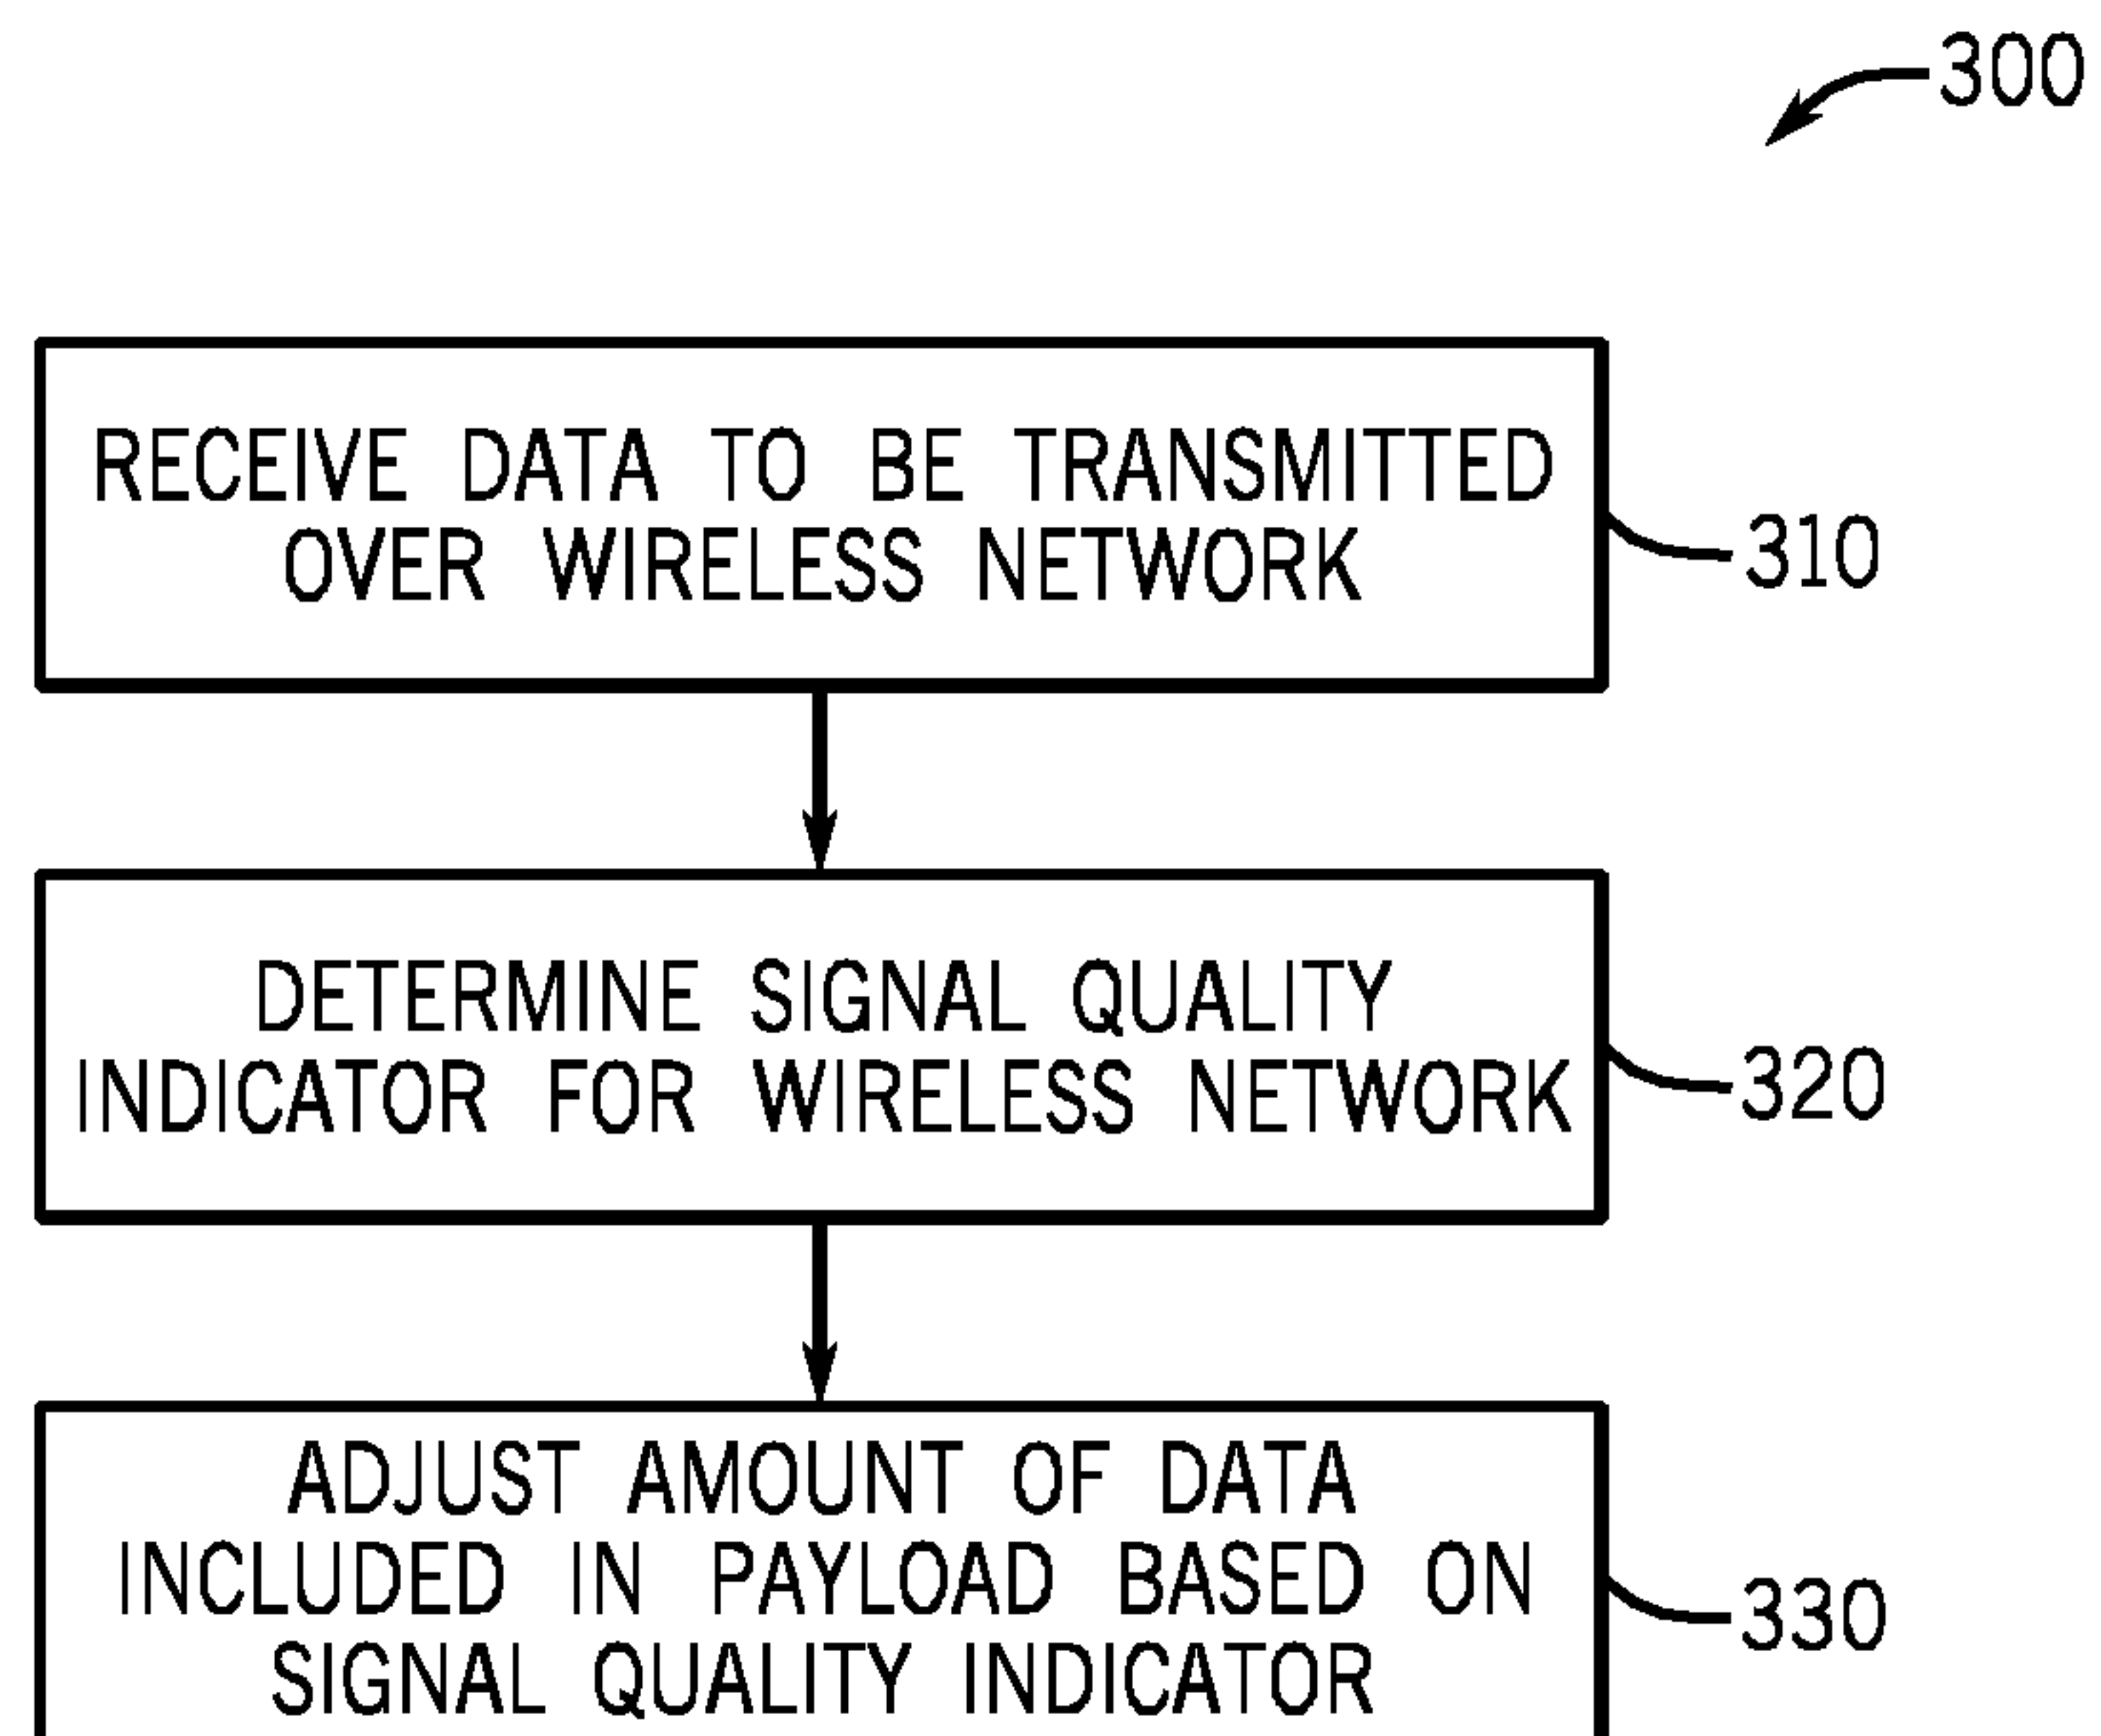 300
RECEIVE DATA TO BE TRANSMITTED
OVER WIRELESS NETWORK
310
DETERMINE SIGNAL QUALITY
INDICATOR FOR WIRELESS NETWORK
320
ADJUST AMOUNT OF DATA
INCLUDED IN PAYLOAD BASED ON
SIGNAL QUALITY INDICATOR
330